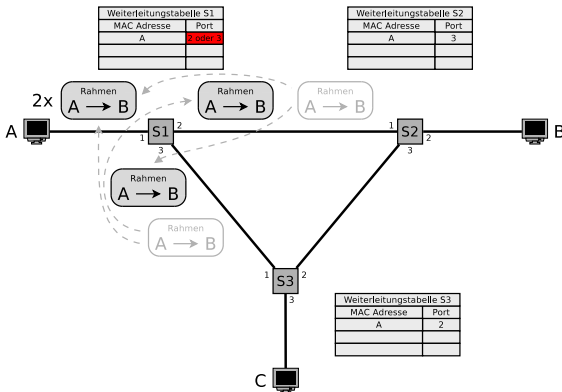 Weiterleitungstabelle S1
MAC Adresse Port
A 2 oder 3
Weiterleitungstabelle S2
MAC Adresse Port
A 3
2x
Rahmen
A → B
Rahmen
A → B
Rahmen
A → B
A
1
S1
2
3
1
S2
2
3
B
Rahmen
A → B
Rahmen
A → B
1
S3
2
3
Weiterleitungstabelle S3
MAC Adresse Port
A 2
C